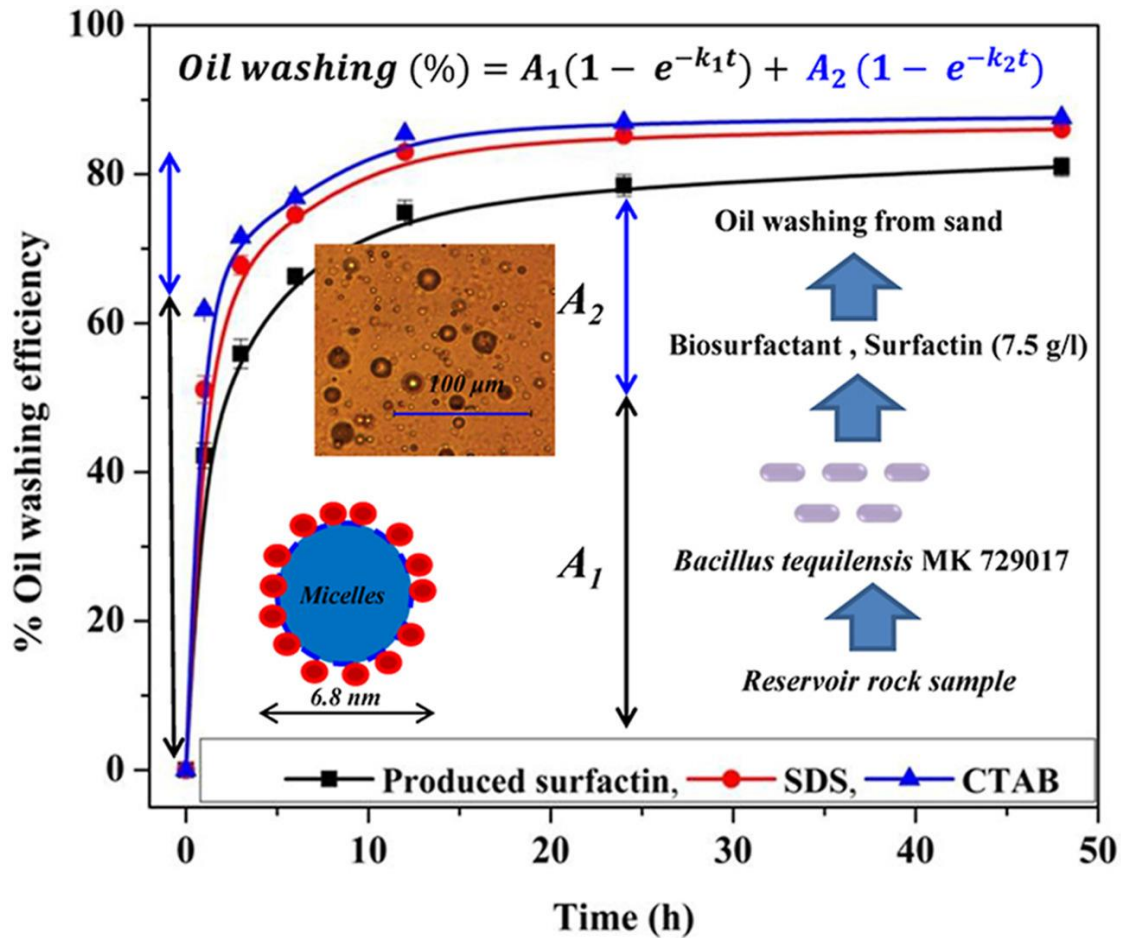 Oil washing (%) = A₁(1 − e^{−k₁t}) + A₂ (1 − e^{−k₂t})
100
80
60
40
20
0
% Oil washing efficiency
A₂
100 μm
A₁
Micelles
6.8 nm
Oil washing from sand
Biosurfactant , Surfactin (7.5 g/l)
Bacillus tequilensis MK 729017
Reservoir rock sample
Produced surfactin, SDS, CTAB
0 10 20 30 40 50
Time (h)